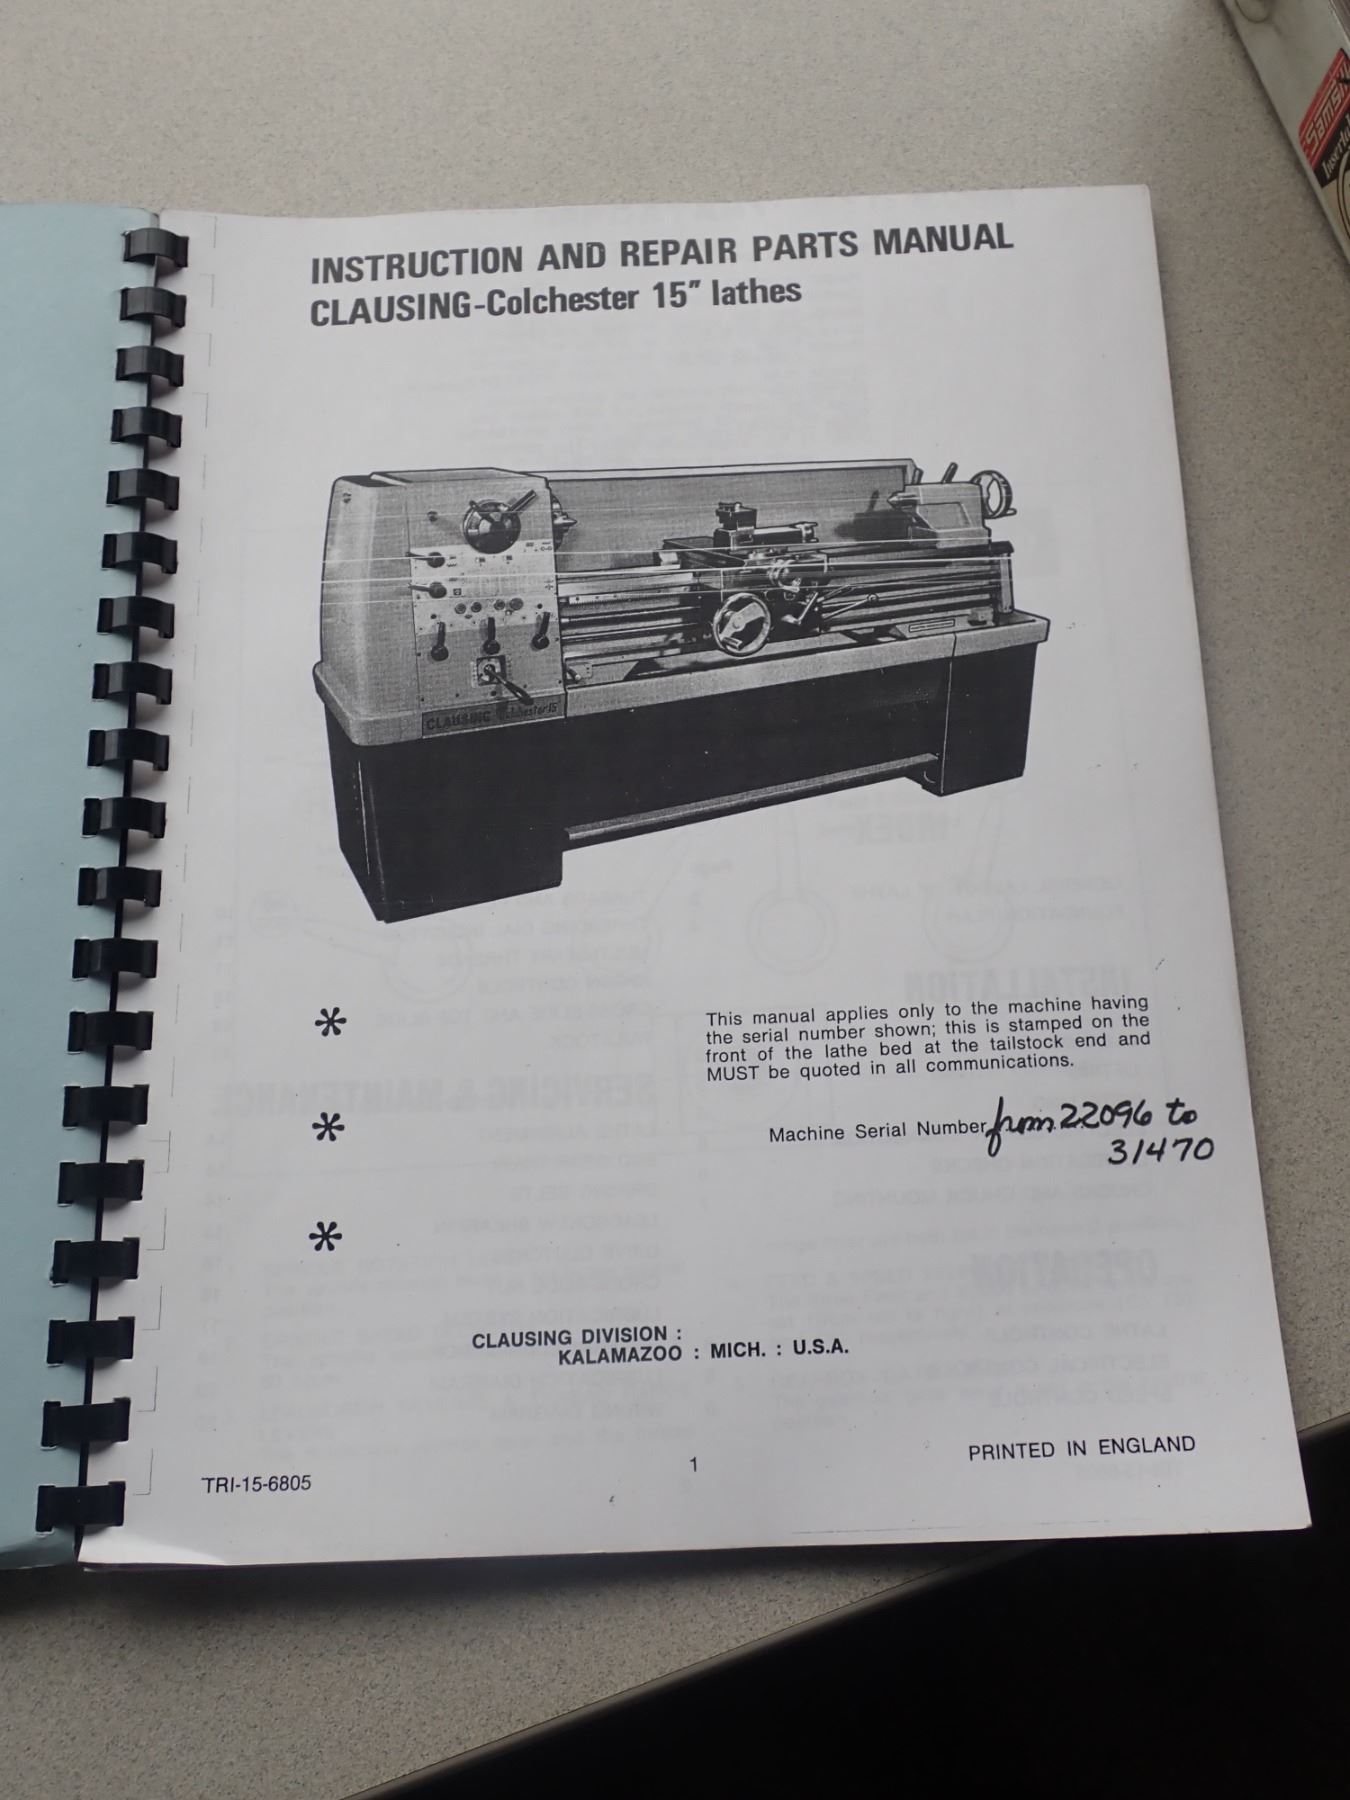 INSTRUCTION AND REPAIR PARTS MANUAL
CLAUSING-Colchester 15" lathes
CLAUSING Colchester 15
*
This manual applies only to the machine having
the serial number shown; this is stamped on the
front of the lathe bed at the tailstock end and
MUST be quoted in all communications.
*
Machine Serial Number from 22096 to
31470
*
CLAUSING DIVISION :
KALAMAZOO : MICH. : U.S.A.
PRINTED IN ENGLAND
1
TRI-15-6805
Samsill